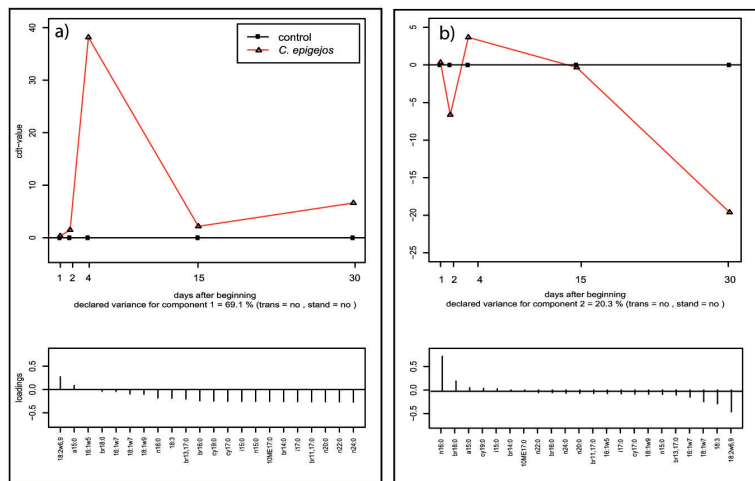 a)
control
C. epigejos
40
30
20
10
0
cdt-value
1 2 4 15 30
days after beginning
declared variance for component 1 = 69.1 % (trans = no , stand = no )
0.5
0.0
-0.5
loadings
18:2w6,9 a15:0 16:1w5 br18:0 16:1w7 18:1w7 18:1w9 n18:0 18:3 br13,17:0 br16:0 cy19:0 cy17:0 i15:0 n15:0 10ME17:0 br14:0 i17:0 br11,17:0 n20:0 n22:0 n24:0
b)
5
0
-5
-10
-15
-20
-25
1 2 4 15 30
days after beginning
declared variance for component 2 = 20.3 % (trans = no , stand = no )
0.5
0.0
-0.5
n16:0 br18:0 a15:0 cy19:0 i15:0 br14:0 10ME17:0 n22:0 br16:0 n24:0 n20:0 n15:0 br11,17:0 16:1w5 i17:0 cy17:0 18:1w9 n18:0 br13,17:0 16:1w7 18:1w7 18:3 18:2w6,9